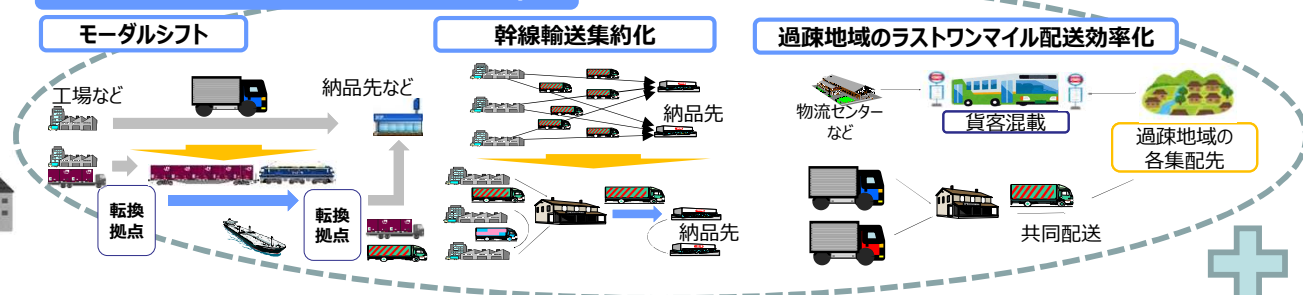 モーダルシフト
工場など
納品先など
転換
拠点
転換
拠点
幹線輸送集約化
納品先
納品先
過疎地域のラストワンマイル配送効率化
物流センター
など
貨客混載
過疎地域の
各集配先
共同配送